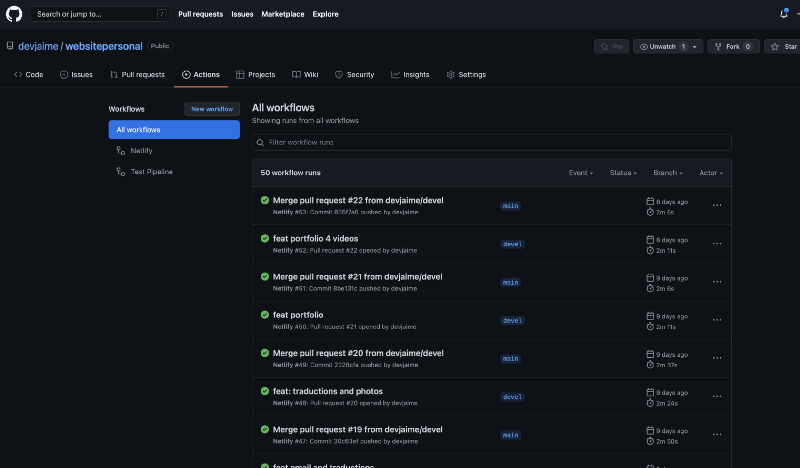 Search or jump to... /
Pull requests Issues Marketplace Explore
devjaime / websitepersonal Public
Pin Unwatch 1 Fork 0 Star
Code Issues Pull requests Actions Projects Wiki Security Insights Settings
Workflows New workflow
All workflows
Netlify
Test Pipeline
All workflows
Showing runs from all workflows
Filter workflow runs
50 workflow runs Event Status Branch Actor
Merge pull request #22 from devjaime/devel main 8 days ago
Netlify #53: Commit pushed by devjaime 2m 6s
feat portfolio 4 videos devel 8 days ago
Netlify #52: Pull request #22 opened by devjaime 2m 11s
Merge pull request #21 from devjaime/devel main 9 days ago
Netlify #51: Commit 8be131c pushed by devjaime 2m 6s
feat portfolio devel 9 days ago
Netlify #50: Pull request #21 opened by devjaime 2m 11s
Merge pull request #20 from devjaime/devel main 9 days ago
Netlify #49: Commit 2328cfa pushed by devjaime 2m 37s
feat: traductions and photos devel 9 days ago
Netlify #48: Pull request #20 opened by devjaime 2m 24s
Merge pull request #19 from devjaime/devel main 9 days ago
Netlify #47: Commit 30c63ef pushed by devjaime 2m 50s
feat email and traductions